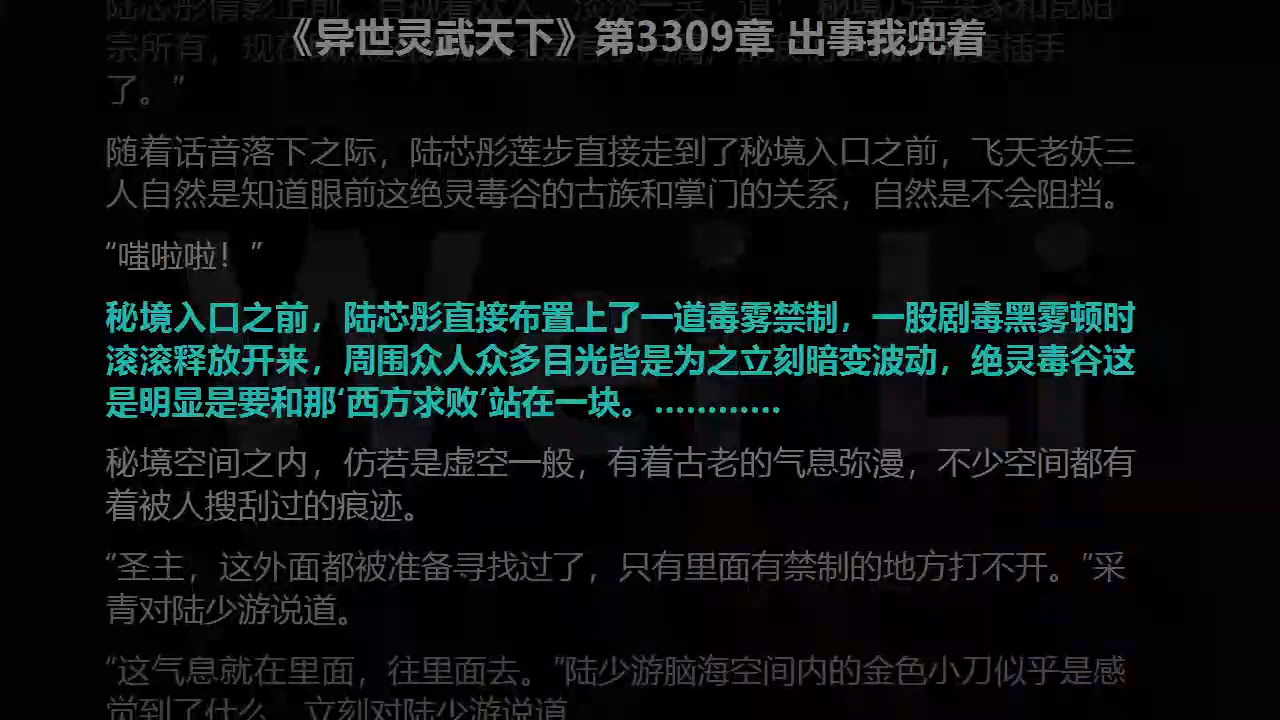 《异世灵武天下》第3309章 出事我兜着
了。”
随着话音落下之际，陆芯彤莲步直接走到了秘境入口之前，飞天老妖三
人自然是知道眼前这绝灵毒谷的古族和掌门的关系，自然是不会阻挡。
“嗤啦啦！”
秘境入口之前，陆芯彤直接布置上了一道毒雾禁制，一股剧毒黑雾顿时
滚滚释放开来，周围众人众多目光皆是为之立刻暗变波动，绝灵毒谷这
是明显是要和那‘西方求败’站在一块。…………
秘境空间之内，仿若是虚空一般，有着古老的气息弥漫，不少空间都有
着被人搜刮过的痕迹。
“圣主，这外面都被准备寻找过了，只有里面有禁制的地方打不开。”采
青对陆少游说道。
“这气息就在里面，往里面去。”陆少游脑海空间内的金色小刀似乎是感
觉到了什么，立刻对陆少游说道